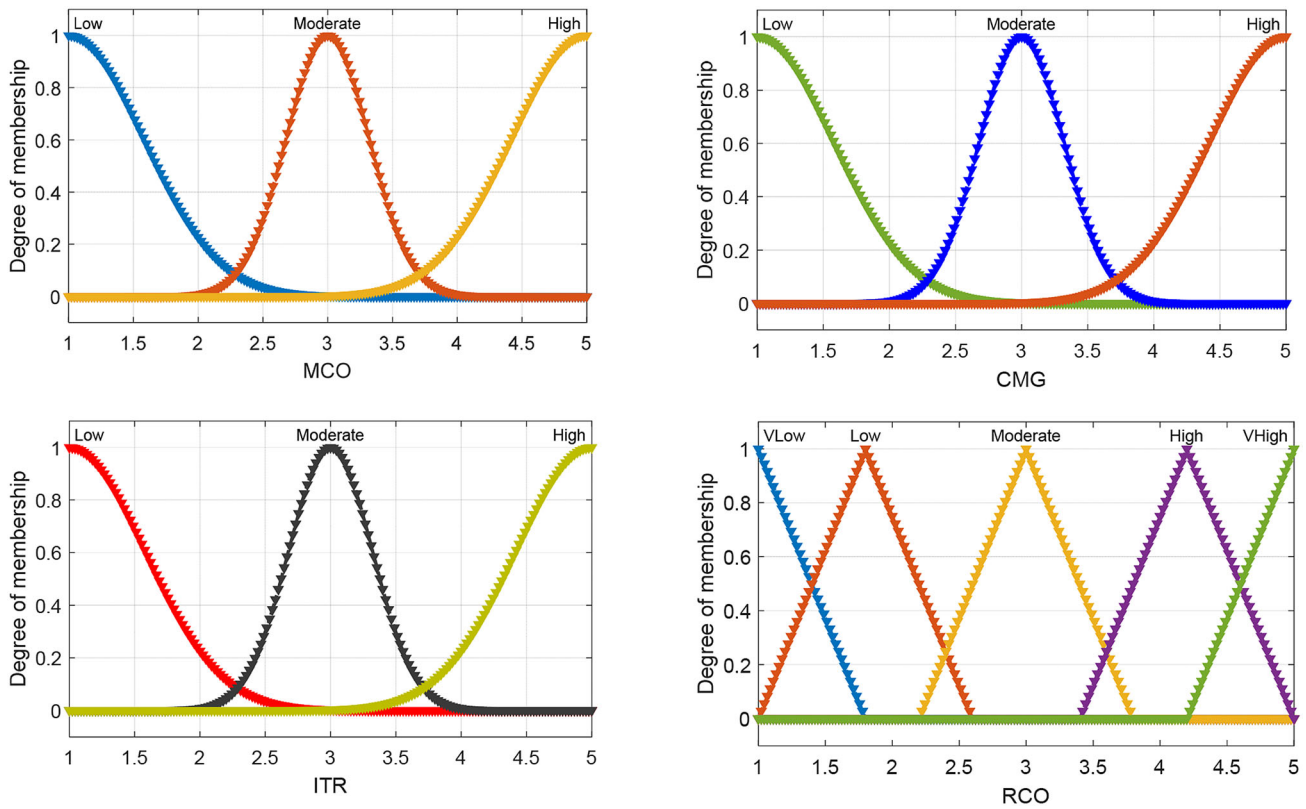 Low Moderate High
1
0.8
0.6
0.4
0.2
0
Degree of membership
1 1.5 2 2.5 3 3.5 4 4.5 5
MCO
Low Moderate High
1
0.8
0.6
0.4
0.2
0
Degree of membership
1 1.5 2 2.5 3 3.5 4 4.5 5
CMG
Low Moderate High
1
0.8
0.6
0.4
0.2
0
Degree of membership
1 1.5 2 2.5 3 3.5 4 4.5 5
ITR
VLow Low Moderate High VHigh
1
0.8
0.6
0.4
0.2
0
Degree of membership
1 1.5 2 2.5 3 3.5 4 4.5 5
RCO